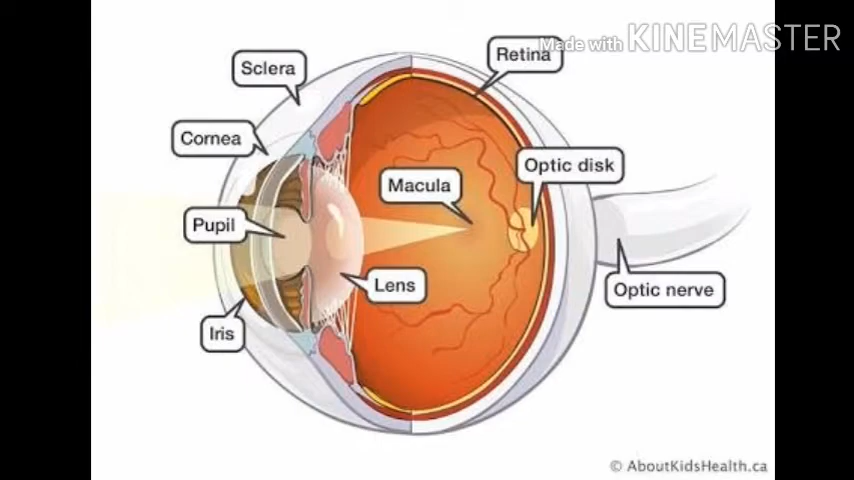 Made with KINEMASTER
Retina
Sclera
Cornea
Optic disk
Macula
Pupil
Lens
Optic nerve
Iris
© AboutKidsHealth.ca